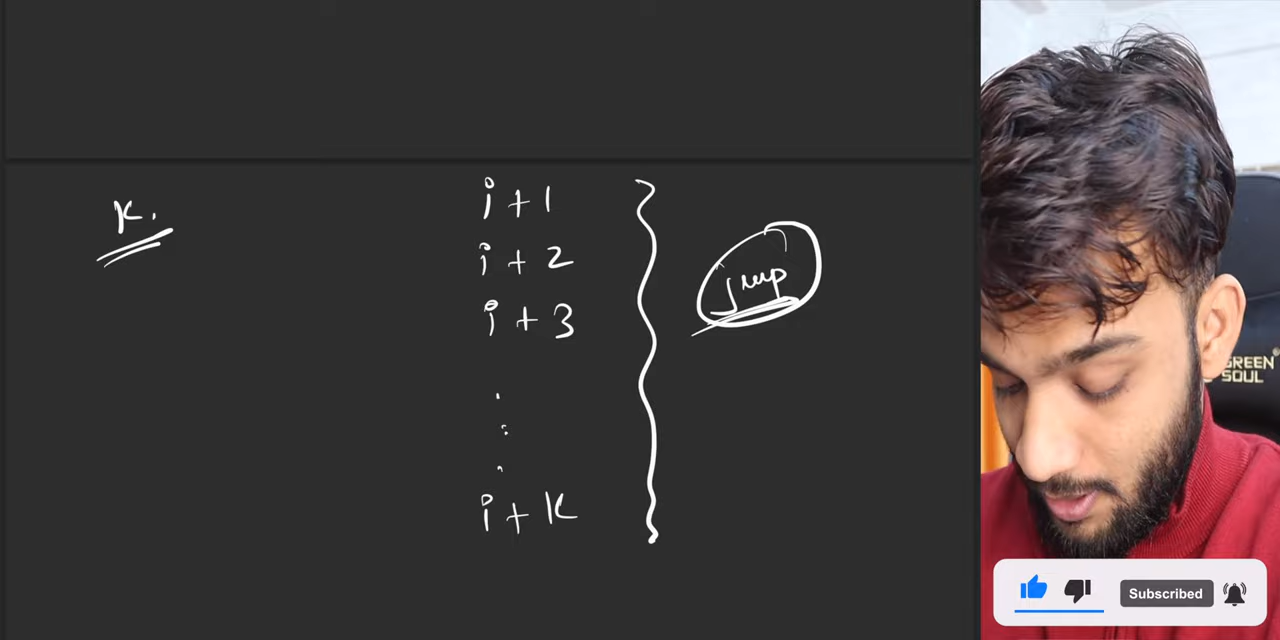 K.
i + 1
i + 2
i + 3
.
:
.
i + K
jump
GREEN
SOUL
Subscribed